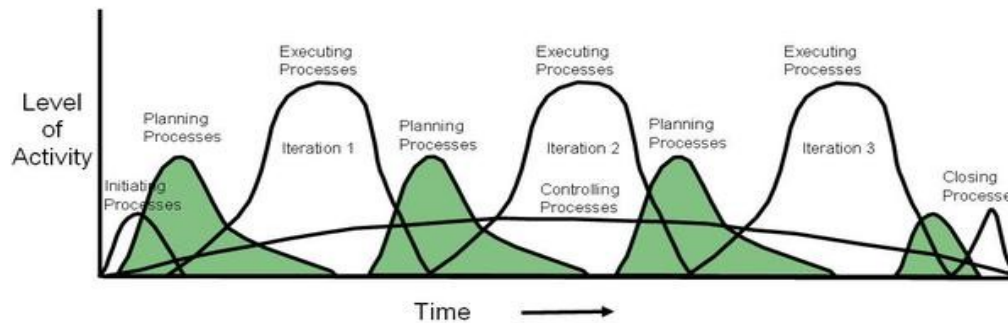 Executing
Processes
Executing
Processes
Executing
Processes
Level
of
Activity
Planning
Processes
Planning
Processes
Planning
Processes
Iteration 1
Iteration 2
Iteration 3
Initiating
Processes
Controlling
Processes
Closing
Processes
Time